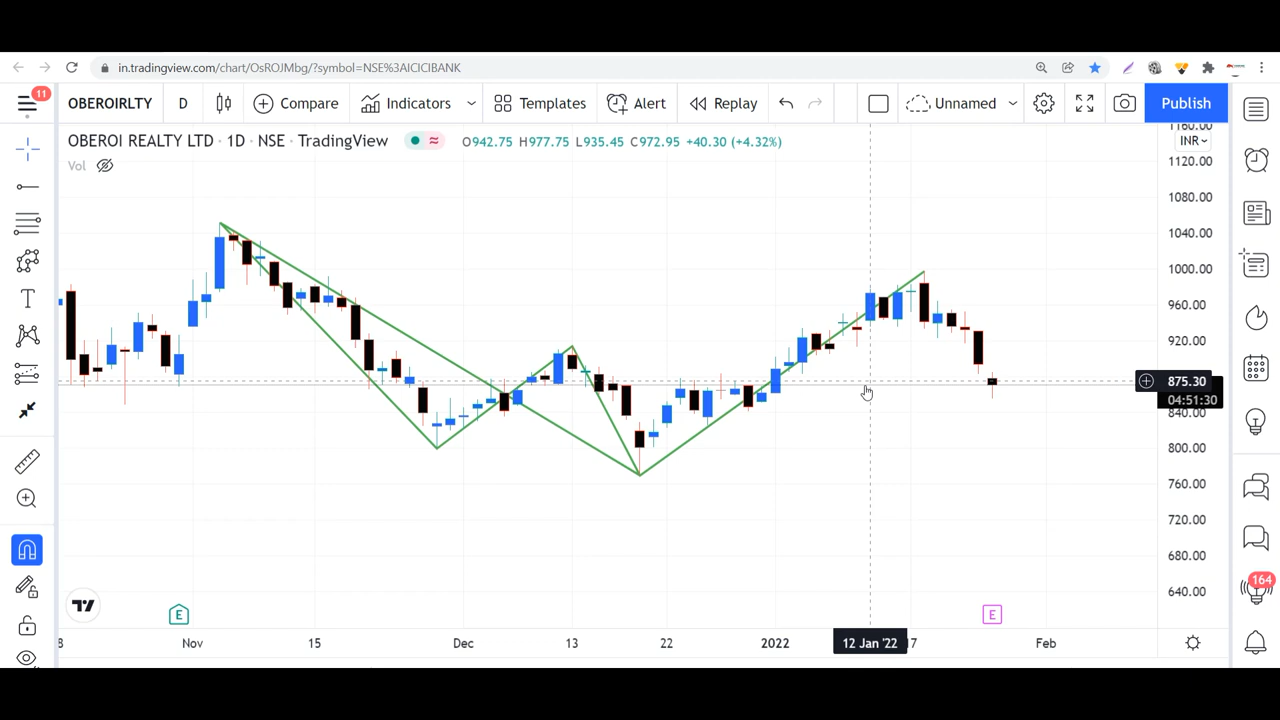 in.tradingview.com/chart/OsROJMbg/?symbol=NSE%3AICICIBANK
11
OBEROIRLTY D Compare Indicators Templates Alert Replay Unnamed Publish
OBEROI REALTY LTD · 1D · NSE · TradingView O942.75 H977.75 L935.45 C972.95 +40.30 (+4.32%)
Vol
1160.00
INR
1120.00
1080.00
1040.00
1000.00
960.00
920.00
875.30
04:51:30
840.00
800.00
760.00
720.00
680.00
640.00
164
E E
8 Nov 15 Dec 13 22 2022 12 Jan '22 17 Feb